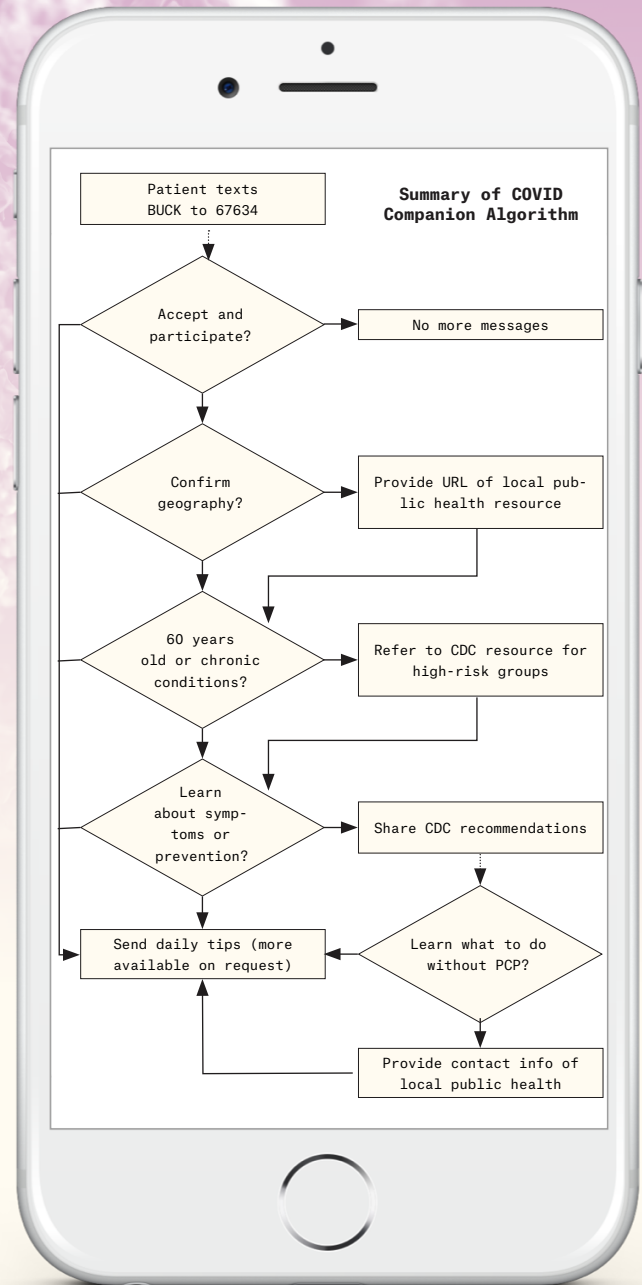 Summary of COVID
Companion Algorithm
Patient texts
BUCK to 67634
Accept and
participate?
No more messages
Confirm
geography?
Provide URL of local pub-
lic health resource
60 years
old or chronic
conditions?
Refer to CDC resource for
high-risk groups
Learn
about symp-
toms or
prevention?
Share CDC recommendations
Learn what to do
without PCP?
Send daily tips (more
available on request)
Provide contact info of
local public health